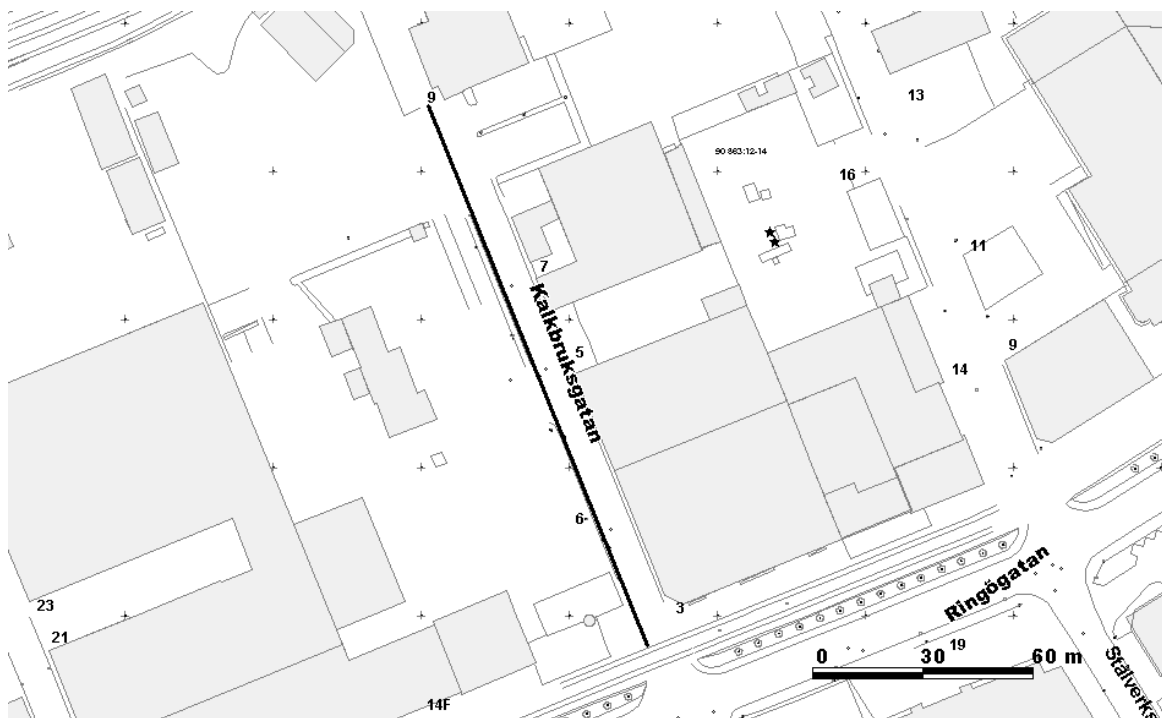 9
13
90 863:12-14
16
11
7
Kalkbruksgatan
5
9
14
6-
23
3
Ringögatan
21
19
0 30 60 m
Stålverks
14F